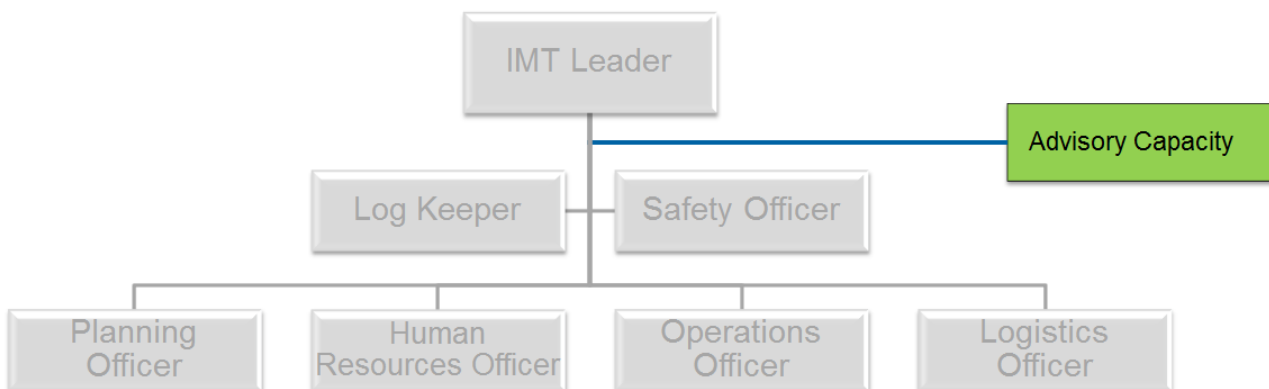 IMT Leader
Advisory Capacity
Log Keeper
Safety Officer
Planning
Officer
Human
Resources Officer
Operations
Officer
Logistics
Officer